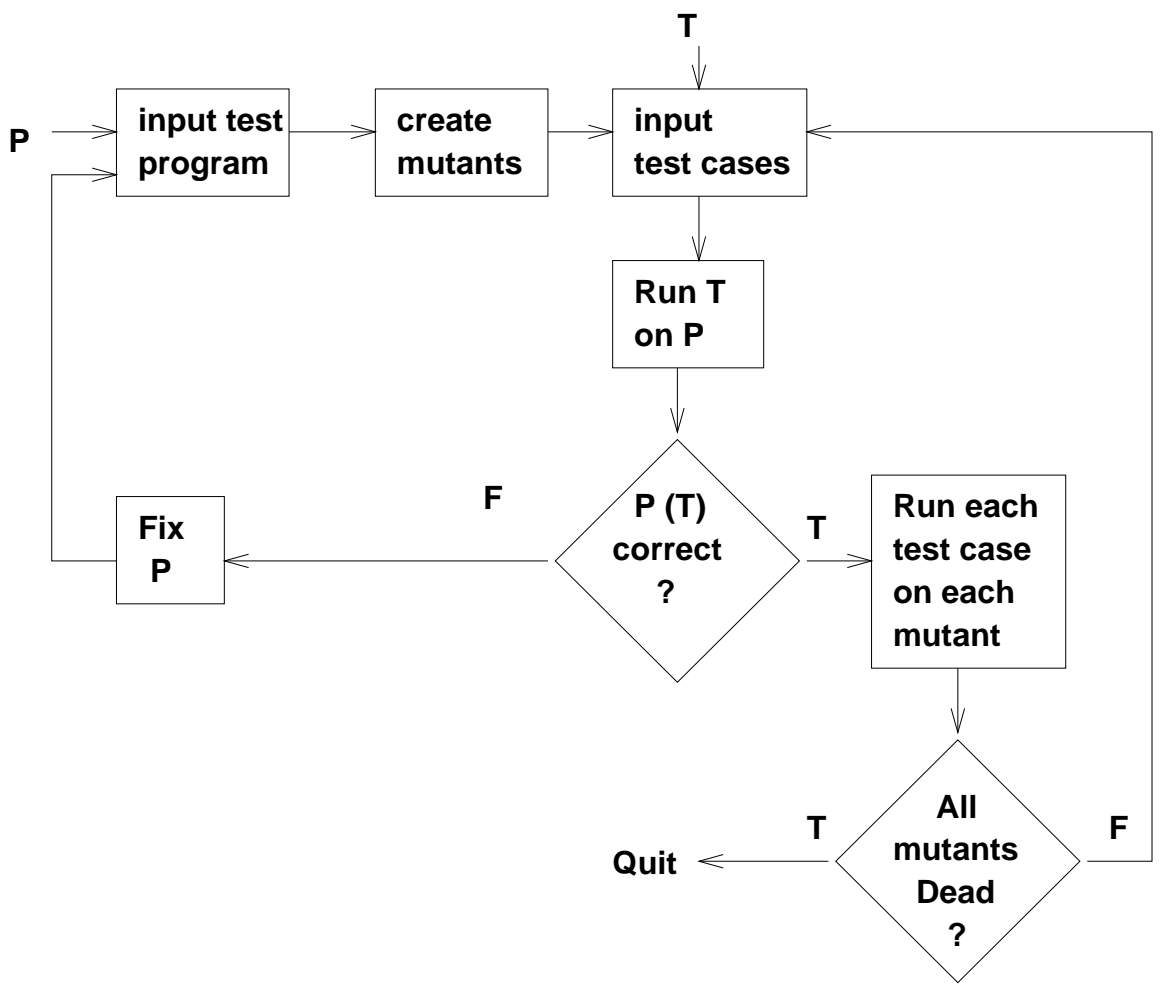 T
P
input test
program
create
mutants
input
test cases
Run T
on P
F
P (T)
correct
?
T
Run each
test case
on each
mutant
Fix
P
T
All
mutants
Dead
?
F
Quit